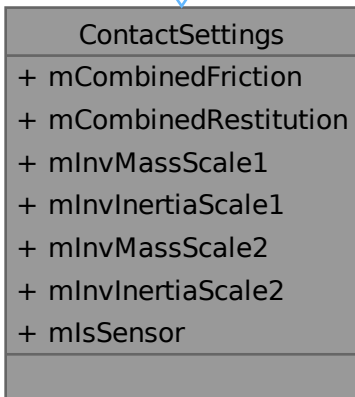 ContactSettings
+ mCombinedFriction
+ mCombinedRestitution
+ mInvMassScale1
+ mInvInertiaScale1
+ mInvMassScale2
+ mInvInertiaScale2
+ mIsSensor